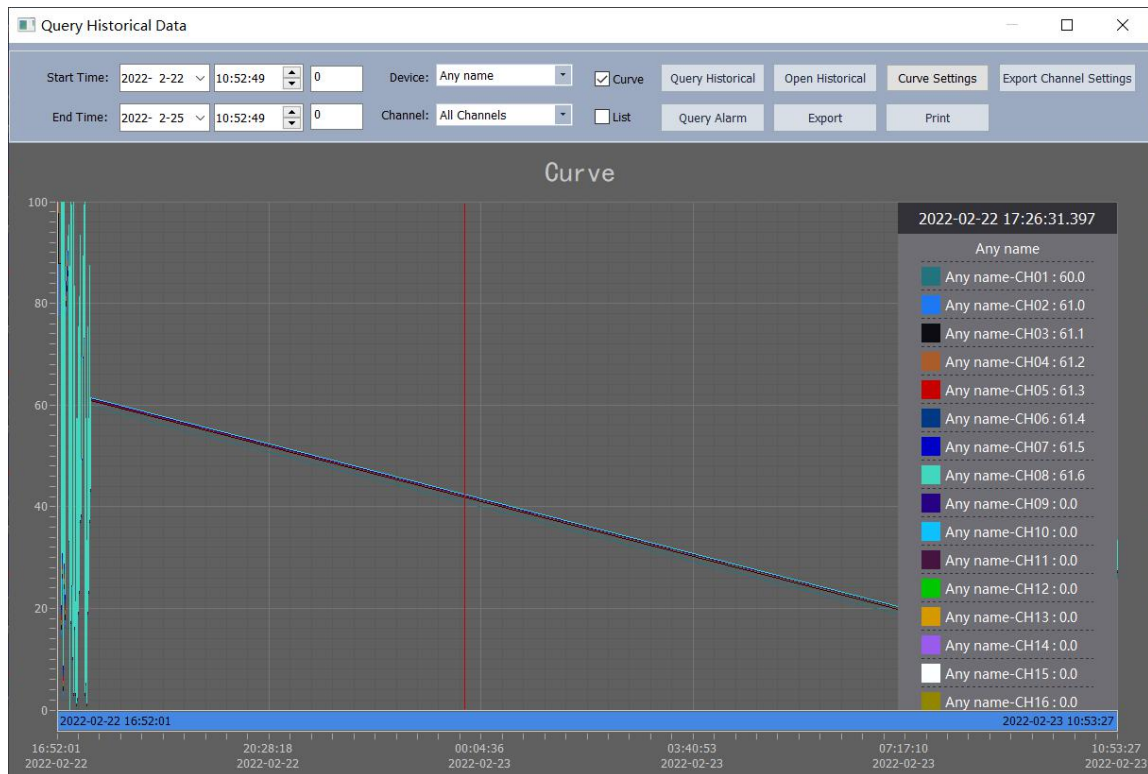 Query Historical Data
Start Time: 2022- 2-22 10:52:49 0 Device: Any name Curve Query Historical Open Historical Curve Settings Export Channel Settings
End Time: 2022- 2-25 10:52:49 0 Channel: All Channels List Query Alarm Export Print
Curve
100
80
60
40
20
0
2022-02-22 17:26:31.397
Any name
Any name-CH01 : 60.0
Any name-CH02 : 61.0
Any name-CH03 : 61.1
Any name-CH04 : 61.2
Any name-CH05 : 61.3
Any name-CH06 : 61.4
Any name-CH07 : 61.5
Any name-CH08 : 61.6
Any name-CH09 : 0.0
Any name-CH10 : 0.0
Any name-CH11 : 0.0
Any name-CH12 : 0.0
Any name-CH13 : 0.0
Any name-CH14 : 0.0
Any name-CH15 : 0.0
Any name-CH16 : 0.0
2022-02-22 16:52:01 2022-02-23 10:53:27
16:52:01 20:28:18 00:04:36 03:40:53 07:17:10 10:53:27
2022-02-22 2022-02-22 2022-02-23 2022-02-23 2022-02-23 2022-02-23